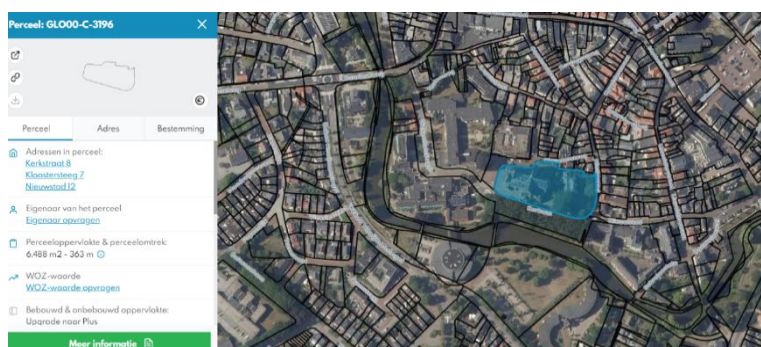 Perceel: GLO00-C-3196
Perceel Adres Bestemming
Adressen in perceel:
Kerkstraat 8
Kloostersteeg 7
Nieuwstad 12
Eigenaar van het perceel
Eigenaar opvragen
Perceeloppervlakte & perceelomtrek:
6.488 m2 - 363 m
WOZ-waarde
WOZ-waarde opvragen
Bebouwd & onbebouwd oppervlakte:
Upgrade naar Plus
Meer informatie